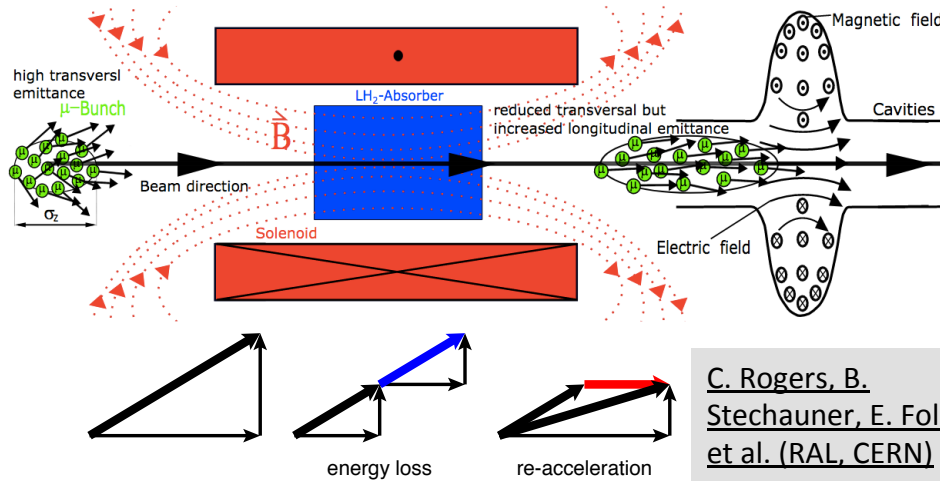 Magnetic field
high transversl
emittance
μ-Bunch
B
LH₂-Absorber
reduced transversal but
increased longitudinal emittance
Cavities
μ μ μ μ μ μ μ μ μ μ μ μ μ
μ μ μ μ μ μ μ μ μ μ μ μ
Beam direction
σz
Solenoid
Electric field
energy loss
re-acceleration
C. Rogers, B.
Stechauner, E. Fol
et al. (RAL, CERN)